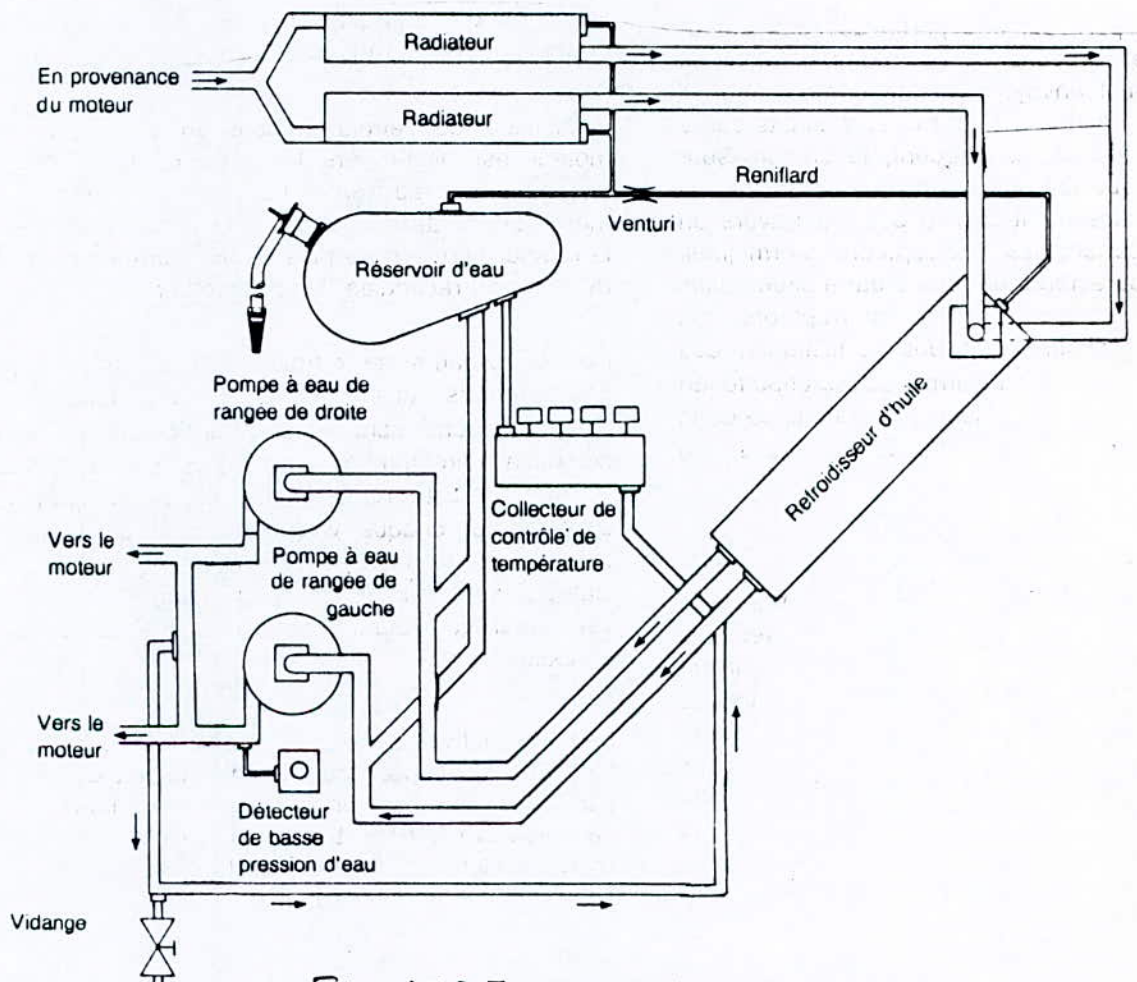 Radiateur
En provenance
du moteur
Radiateur
Reniflard
Venturi
Réservoir d'eau
Pompe à eau de
rangée de droite
Refroidisseur d'huile
Collecteur de
contrôle de
température
Vers le
moteur
Pompe à eau
de rangée de
gauche
Vers le
moteur
Détecteur
de basse
pression d'eau
Vidange